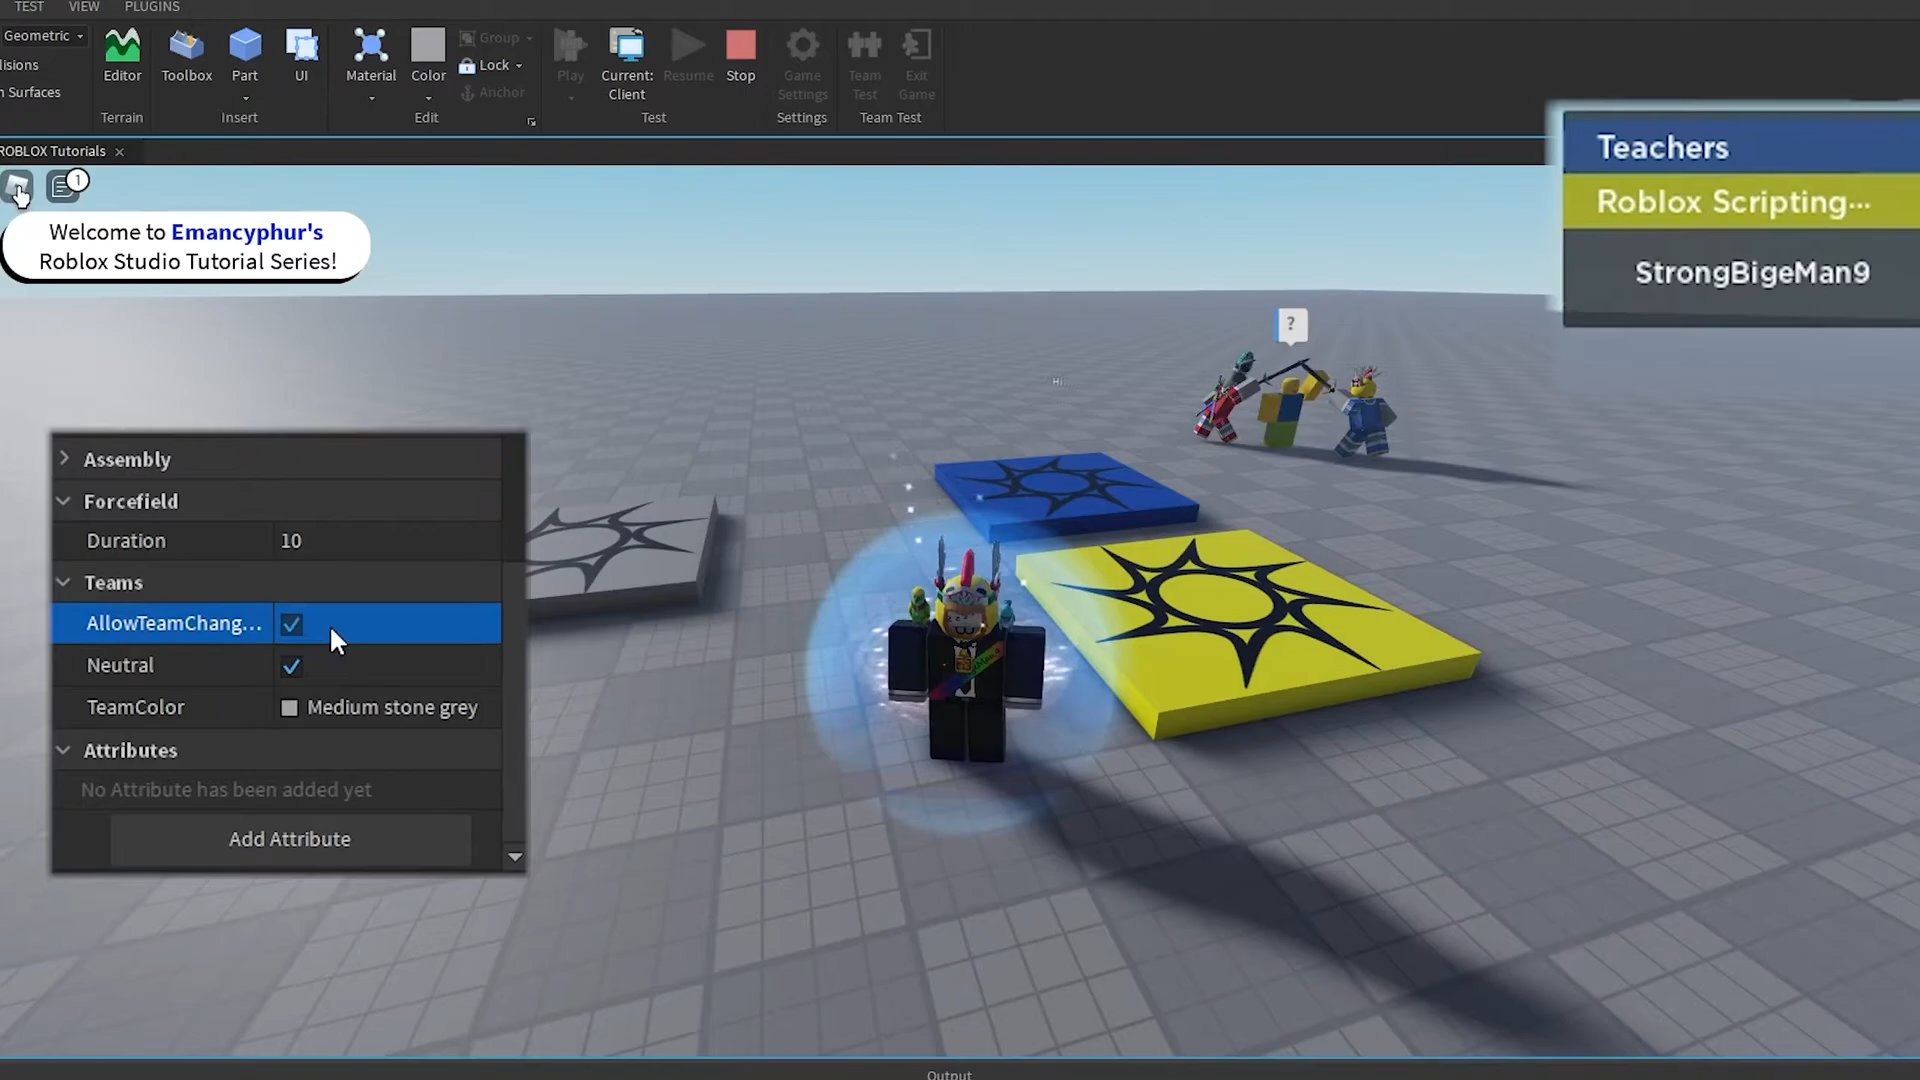 TEST VIEW PLUGINS
Geometric
lisions
n Surfaces
Editor
Toolbox
Part
UI
Material
Color
Group
Lock
Anchor
Play
Current:
Client
Resume
Stop
Game
Settings
Team
Test
Exit
Game
Terrain
Insert
Edit
Test
Settings
Team Test
ROBLOX Tutorials
1
Welcome to Emancyphur's
Roblox Studio Tutorial Series!
Teachers
Roblox Scripting...
StrongBigeMan9
?
Hi
Assembly
Forcefield
Duration 10
Teams
AllowTeamChang...
Neutral
TeamColor Medium stone grey
Attributes
No Attribute has been added yet
Add Attribute
Output